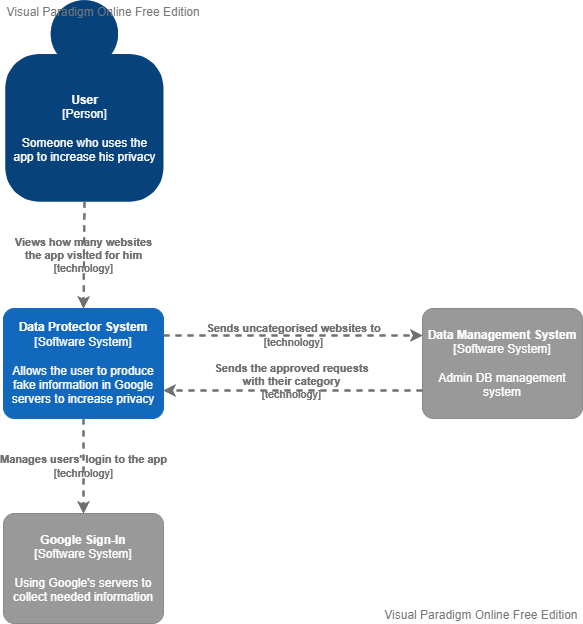 Visual Paradigm Online Free Edition
User
[Person]
Someone who uses the
app to increase his privacy
Views how many websites
the app visited for him
[technology]
Data Protector System
[Software System]
Allows the user to produce
fake information in Google
servers to increase privacy
Sends uncategorised websites to
[technology]
Sends the approved requests
with their category
[technology]
Data Management System
[Software System]
Admin DB management
system
Manages users' login to the app
[technology]
Google Sign-In
[Software System]
Using Google's servers to
collect needed information
Visual Paradigm Online Free Edition